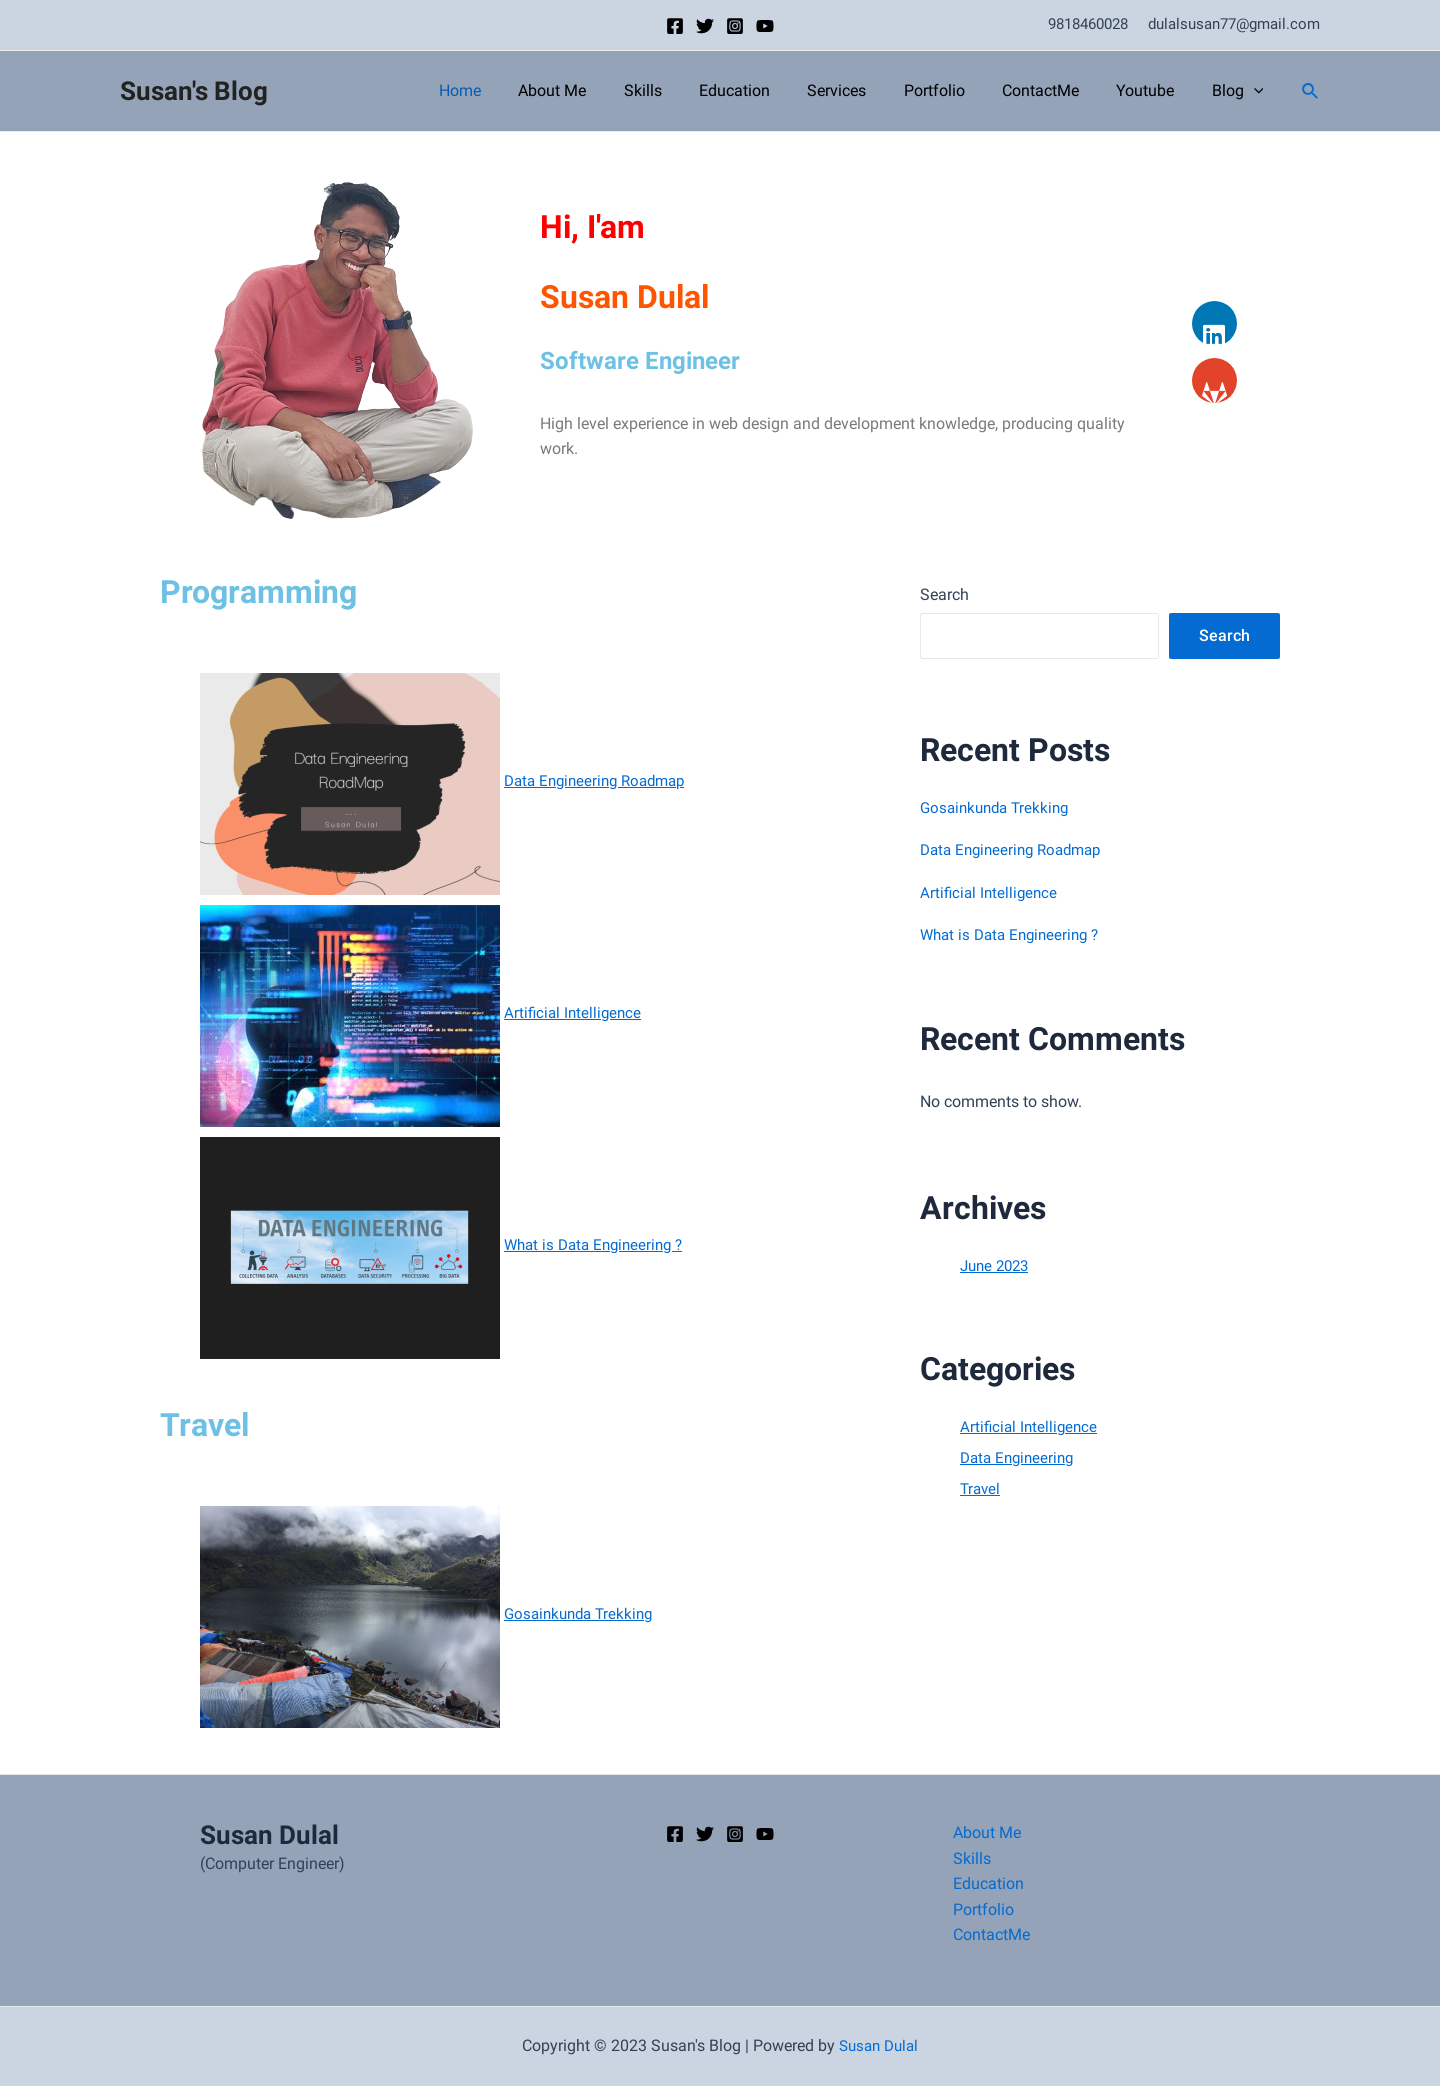 9818460028 dulalsusan77@gmail.com
Susan's Blog
Home About Me Skills Education Services Portfolio ContactMe Youtube Blog
Hi, I'am
Susan Dulal
Software Engineer
High level experience in web design and development knowledge, producing quality
work.
Programming
Data Engineering
RoadMap
Susan Dulal
Data Engineering Roadmap
Artificial Intelligence
DATA ENGINEERING
COLLECTING DATA ANALYSIS DATABASES DATA SECURITY PROCESSING BIG DATA
What is Data Engineering ?
Travel
Gosainkunda Trekking
Search
Search
Recent Posts
Gosainkunda Trekking
Data Engineering Roadmap
Artificial Intelligence
What is Data Engineering ?
Recent Comments
No comments to show.
Archives
June 2023
Categories
Artificial Intelligence
Data Engineering
Travel
Susan Dulal
(Computer Engineer)
About Me
Skills
Education
Portfolio
ContactMe
Copyright © 2023 Susan's Blog | Powered by Susan Dulal